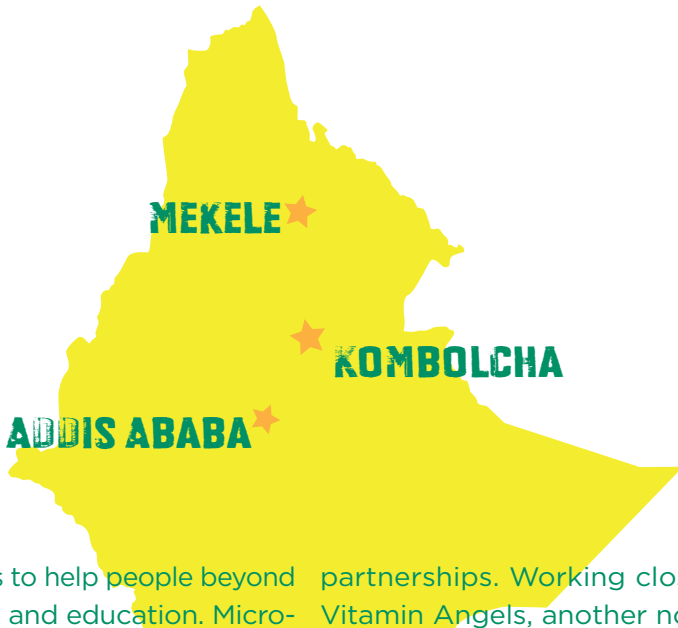 MEKELE
KOMBOLCHA
ADDIS ABABA
to help people beyond
and education. Micro-
partnerships. Working
Vitamin Angels, another